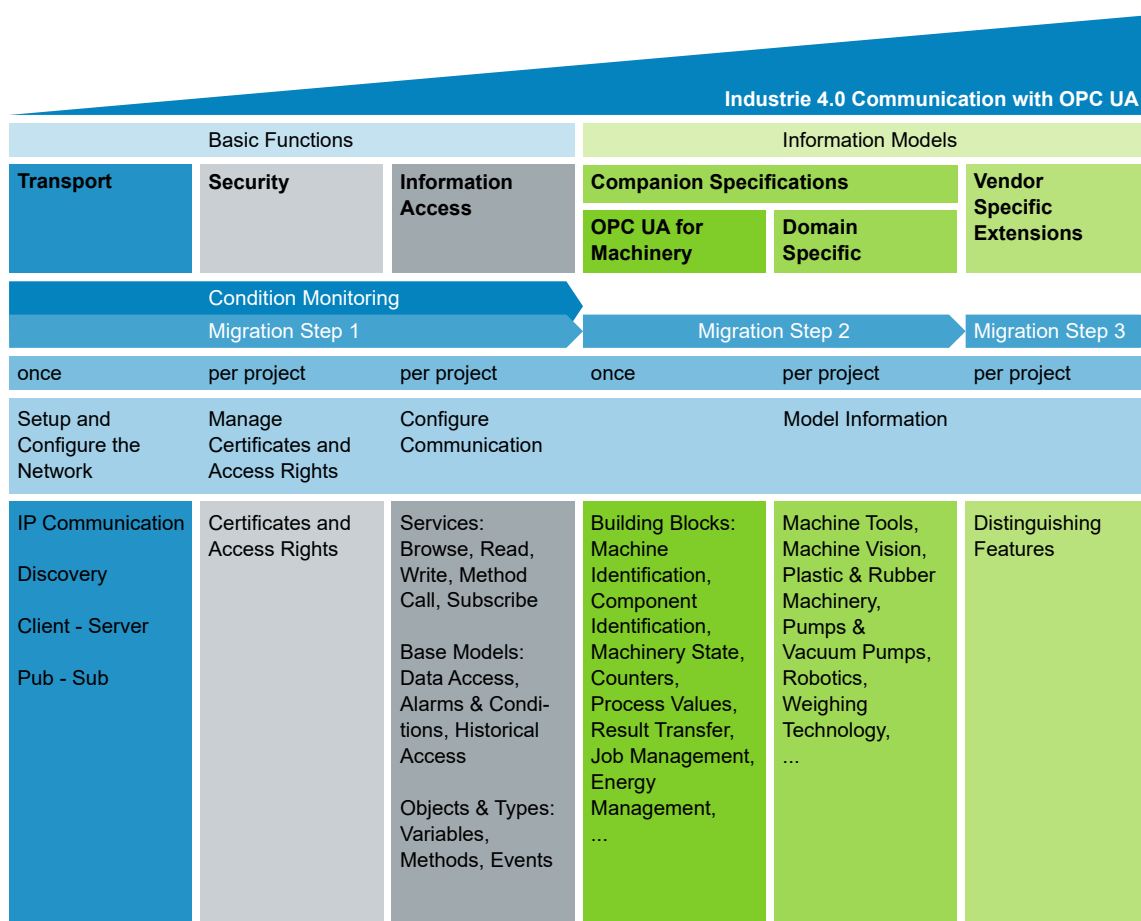 Industrie 4.0 Communication with OPC UA
Basic Functions
Information Models
Transport
Security
Information
Access
Companion Specifications
OPC UA for
Machinery
Domain
Specific
Vendor
Specific
Extensions
Condition Monitoring
Migration Step 1
Migration Step 2
Migration Step 3
once
per project
per project
once
per project
per project
Setup and
Configure the
Network
Manage
Certificates and
Access Rights
Configure
Communication
Model Information
IP Communication
Discovery
Client - Server
Pub - Sub
Certificates and
Access Rights
Services:
Browse, Read,
Write, Method
Call, Subscribe
Base Models:
Data Access,
Alarms & Condi-
tions, Historical
Access
Objects & Types:
Variables,
Methods, Events
Building Blocks:
Machine
Identification,
Component
Identification,
Machinery State,
Counters,
Process Values,
Result Transfer,
Job Management,
Energy
Management,
...
Machine Tools,
Machine Vision,
Plastic & Rubber
Machinery,
Pumps &
Vacuum Pumps,
Robotics,
Weighing
Technology,
...
Distinguishing
Features